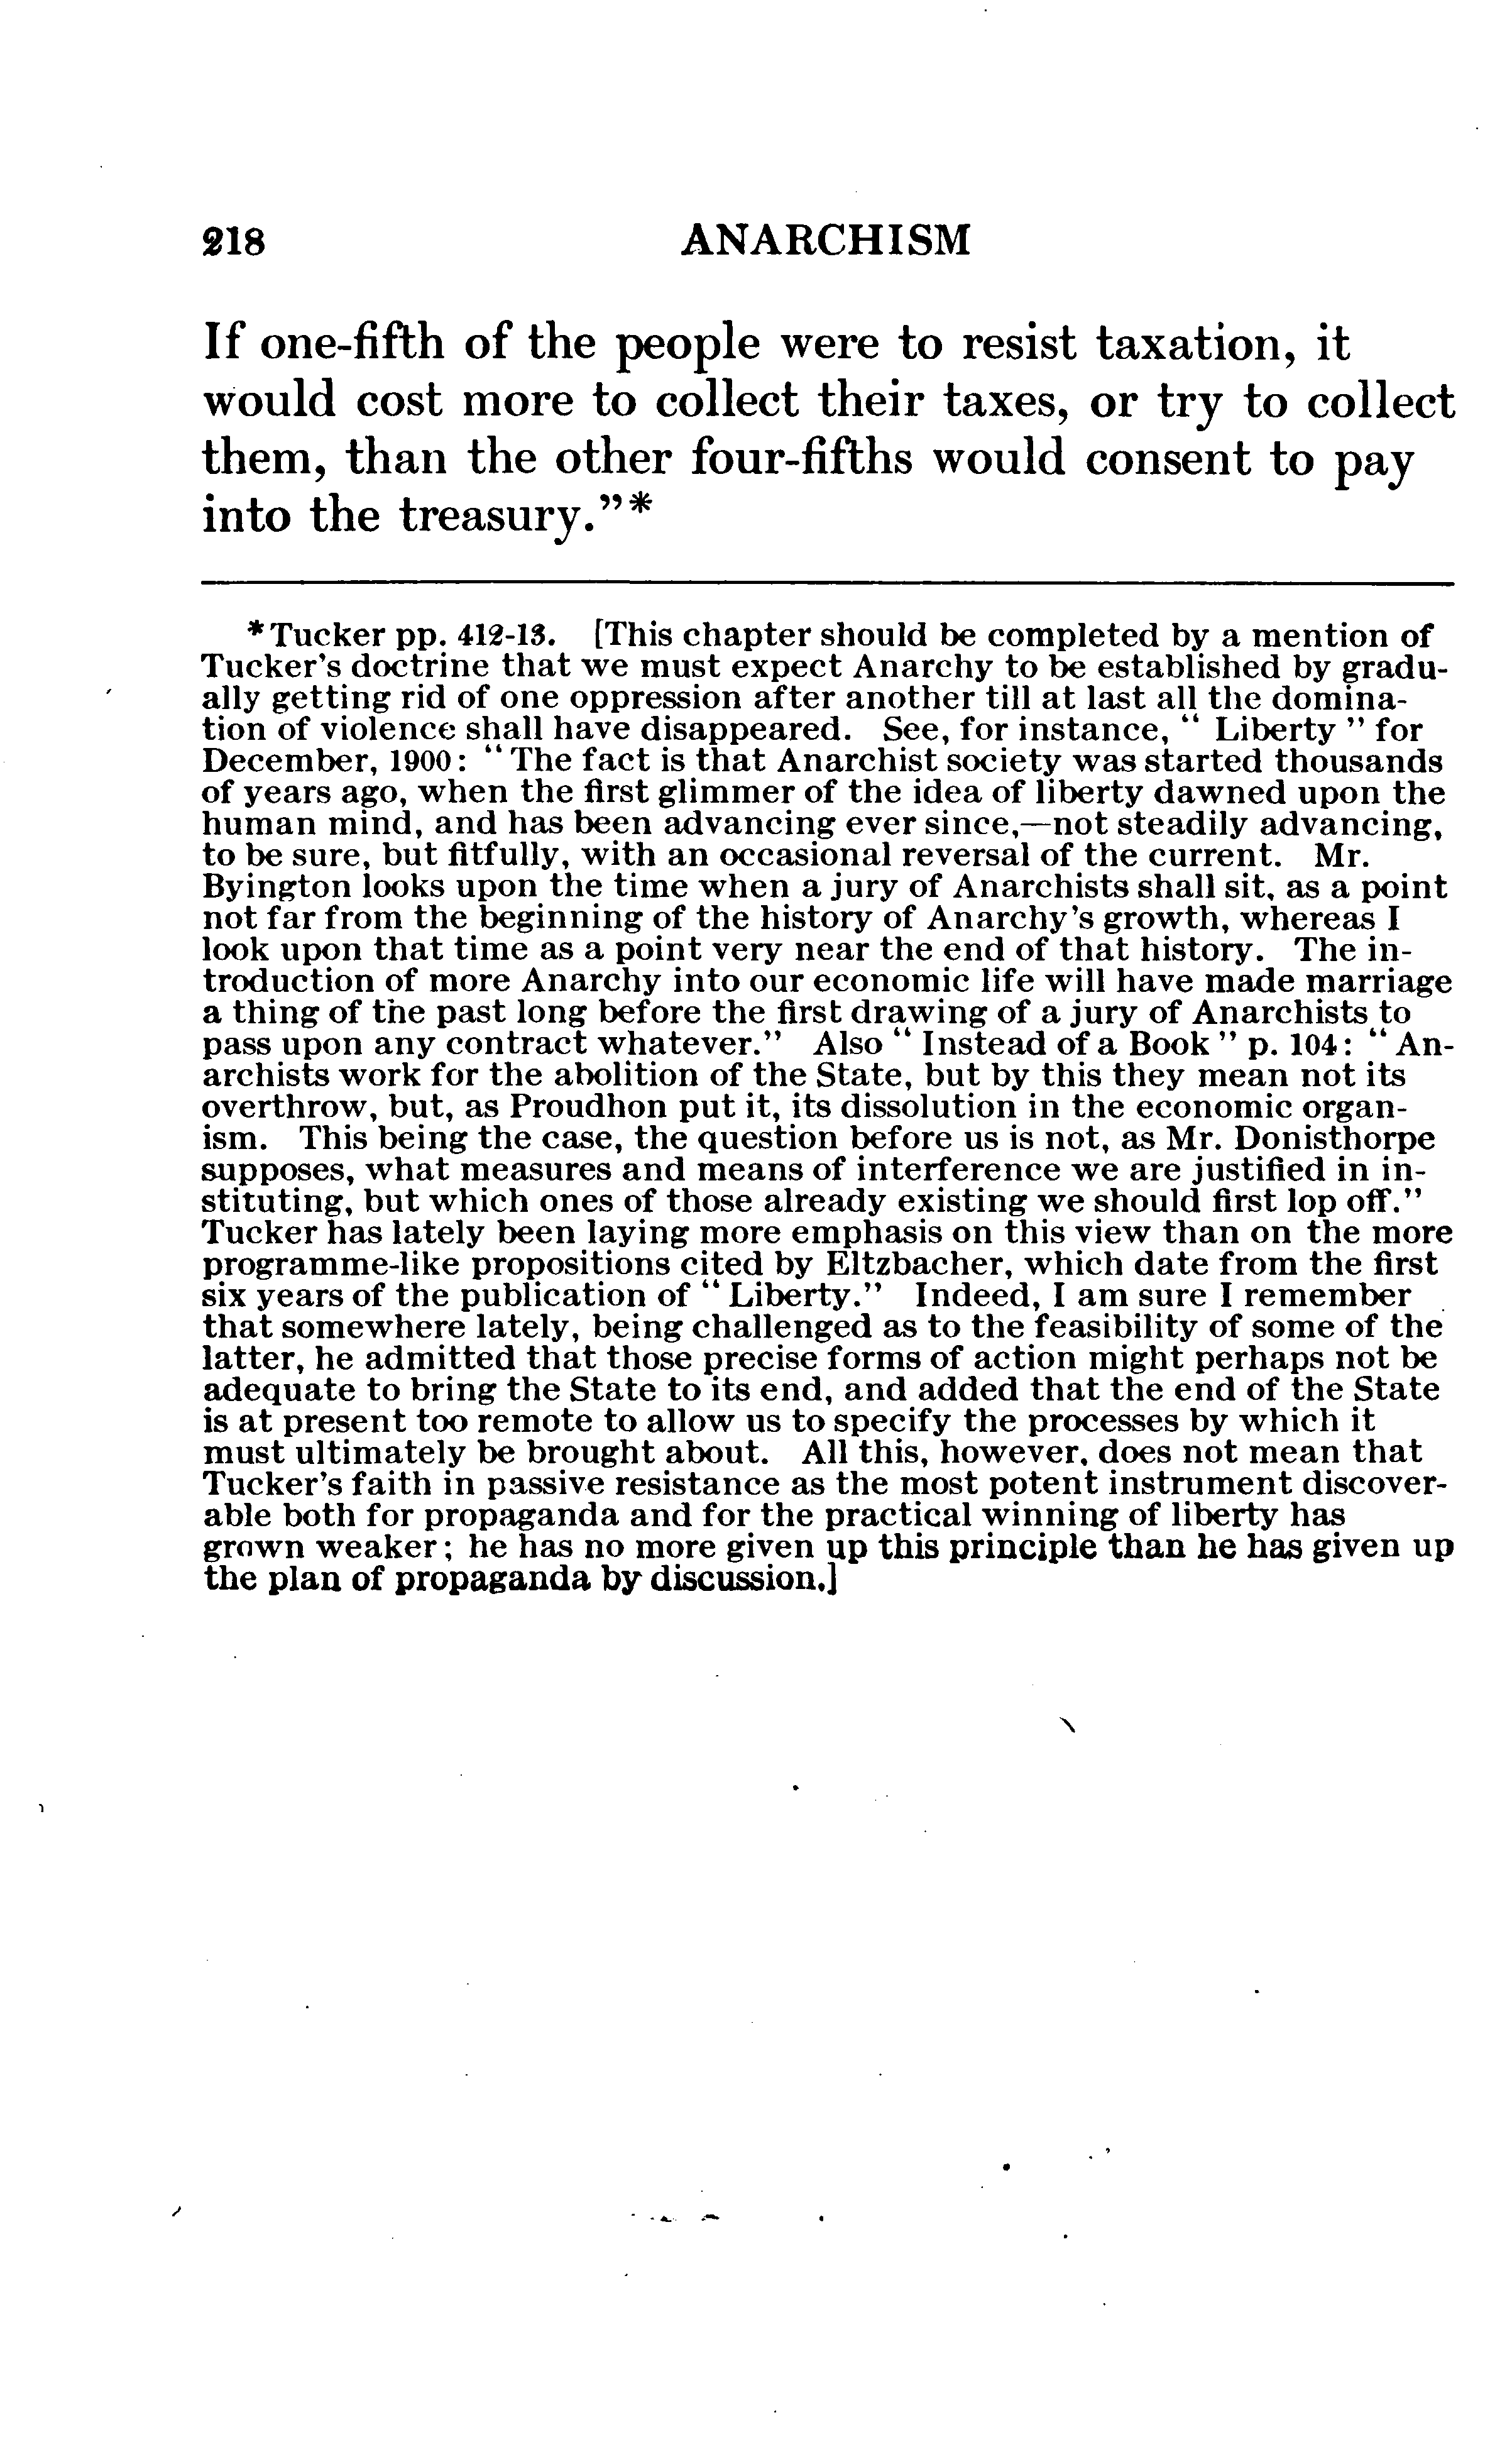 218 ANARCHISM
If one-fifth of the people were to resist taxation, it
would cost more to collect their taxes, or try to collect
them, than the other four-fifths would consent to pay
into the treasury."*
*Tucker pp. 412-13. [This chapter should be completed by a mention of
Tucker's doctrine that we must expect Anarchy to be established by gradu-
ally getting rid of one oppression after another till at last all the domina-
tion of violence shall have disappeared. See, for instance, " Liberty " for
December, 1900: "The fact is that Anarchist society was started thousands
of years ago, when the first glimmer of the idea of liberty dawned upon the
human mind, and has been advancing ever since,—not steadily advancing,
to be sure, but fitfully, with an occasional reversal of the current. Mr.
Byington looks upon the time when a jury of Anarchists shall sit, as a point
not far from the beginning of the history of Anarchy's growth, whereas I
look upon that time as a point very near the end of that history. The in-
troduction of more Anarchy into our economic life will have made marriage
a thing of the past long before the first drawing of a jury of Anarchists to
pass upon any contract whatever." Also " Instead of a Book " p. 104: "An-
archists work for the abolition of the State, but by this they mean not its
overthrow, but, as Proudhon put it, its dissolution in the economic organ-
ism. This being the case, the question before us is not, as Mr. Donisthorpe
supposes, what measures and means of interference we are justified in in-
stituting, but which ones of those already existing we should first lop off."
Tucker has lately been laying more emphasis on this view than on the more
programme-like propositions cited by Eltzbacher, which date from the first
six years of the publication of " Liberty." Indeed, I am sure I remember
that somewhere lately, being challenged as to the feasibility of some of the
latter, he admitted that those precise forms of action might perhaps not be
adequate to bring the State to its end, and added that the end of the State
is at present too remote to allow us to specify the processes by which it
must ultimately be brought about. All this, however, does not mean that
Tucker's faith in passive resistance as the most potent instrument discover-
able both for propaganda and for the practical winning of liberty has
grown weaker; he has no more given up this principle than he has given up
the plan of propaganda by discussion.]